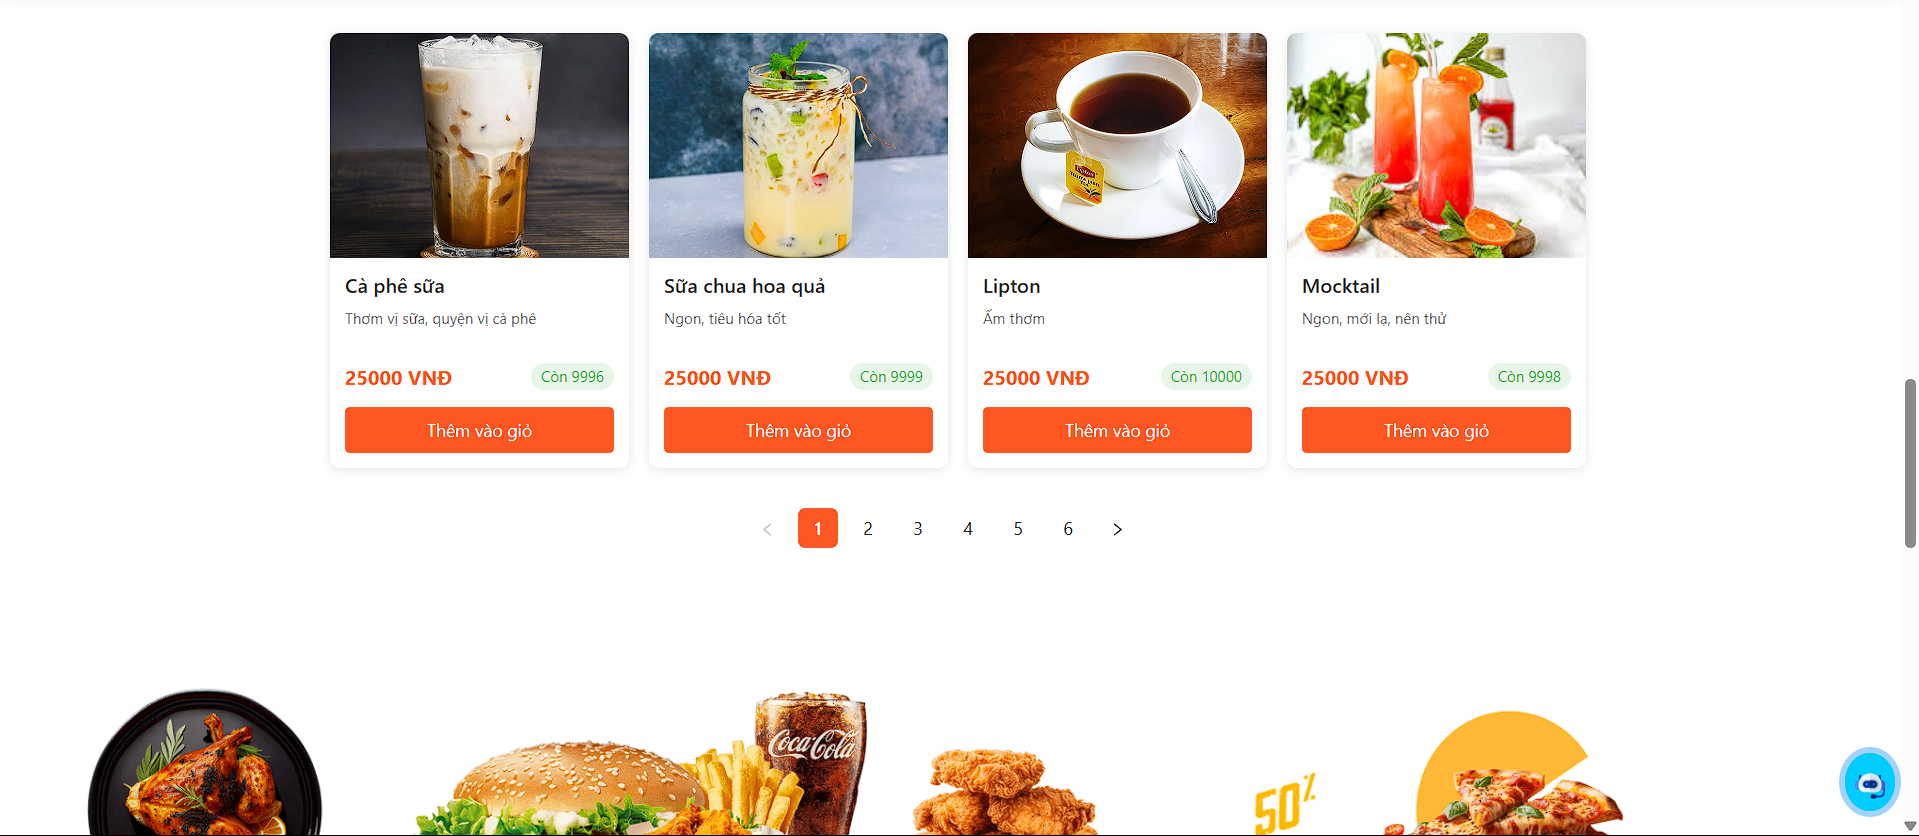 Cà phê sữa
Thơm vị sữa, quyện vị cà phê
25000 VNĐ
Còn 9996
Thêm vào giỏ
Sữa chua hoa quả
Ngon, tiêu hóa tốt
25000 VNĐ
Còn 9999
Thêm vào giỏ
Lipton
Ấm thơm
25000 VNĐ
Còn 10000
Thêm vào giỏ
Mocktail
Ngon, mới lạ, nên thử
25000 VNĐ
Còn 9998
Thêm vào giỏ
1 2 3 4 5 6
Coca-Cola
50%